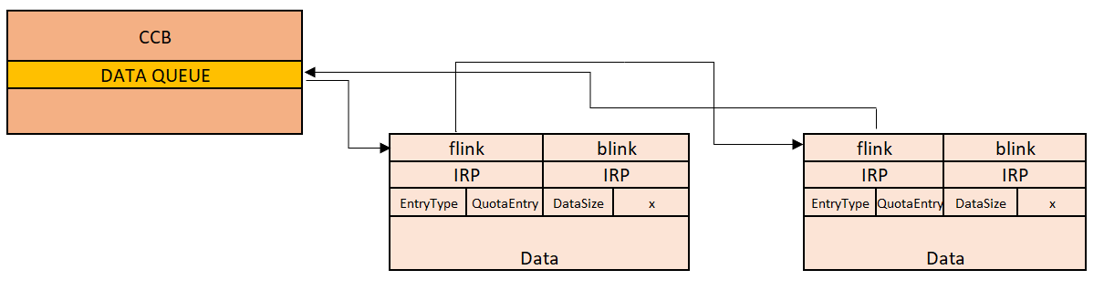 CCB
DATA QUEUE
flink blink
IRP IRP
EntryType QuotaEntry DataSize x
Data
flink blink
IRP IRP
EntryType QuotaEntry DataSize x
Data